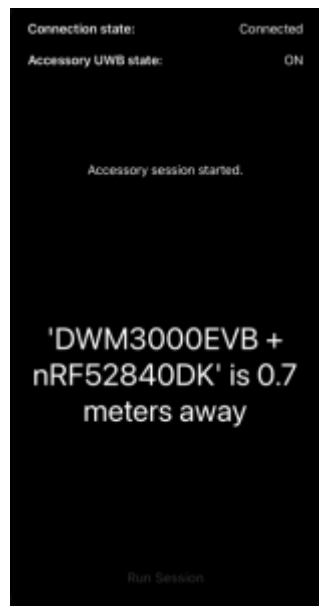 Connection state: Connected
Accessory UWB state: ON
Accessory session started.
'DWM3000EVB +
nRF52840DK' is 0.7
meters away
Run Session